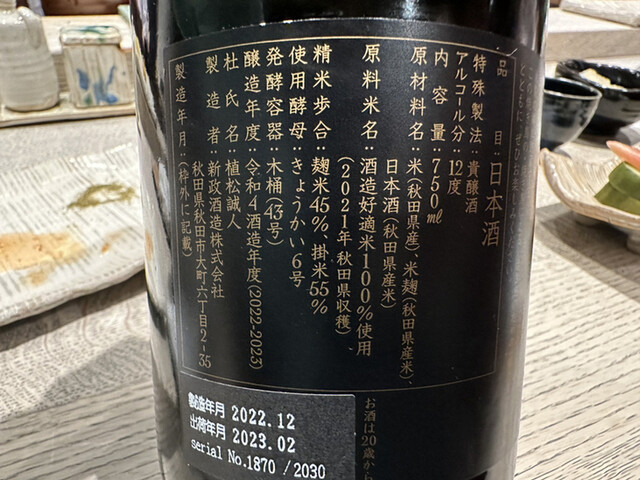 品目:日本酒
特殊製法:貴醸酒
アルコール分:12度
内容量:750ml
原材料名:米(秋田県産)、米麹(秋田県産米)、
日本酒(秋田県産米)
原料米名:酒造好適米100%使用
(2021年 秋田県収穫)
精米歩合:麹米45%、掛米55%
使用酵母:きょうかい6号
発酵容器:木桶(43号)
醸造年度:令和4酒造年度(2022-2023)
杜氏名:植松誠人
製造者:新政酒造株式会社
秋田県秋田市大町六丁目2-35
製造年月:(枠外に記載)
製造年月 2022.12
出荷年月 2023.02
serial No.1870 / 2030
お酒は20歳から